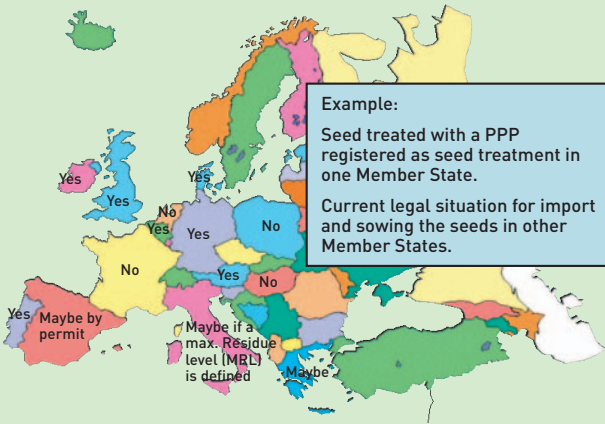 Example:
Seed treated with a PPP
registered as seed treatment in
one Member State.
Current legal situation for import
and sowing the seeds in other
Member States.
Yes
Yes
Yes
No
Yes
Yes
No
No
Yes
No
Yes
Maybe by
permit
Maybe if a
max. Residue
level (MRL)
is defined
Maybe